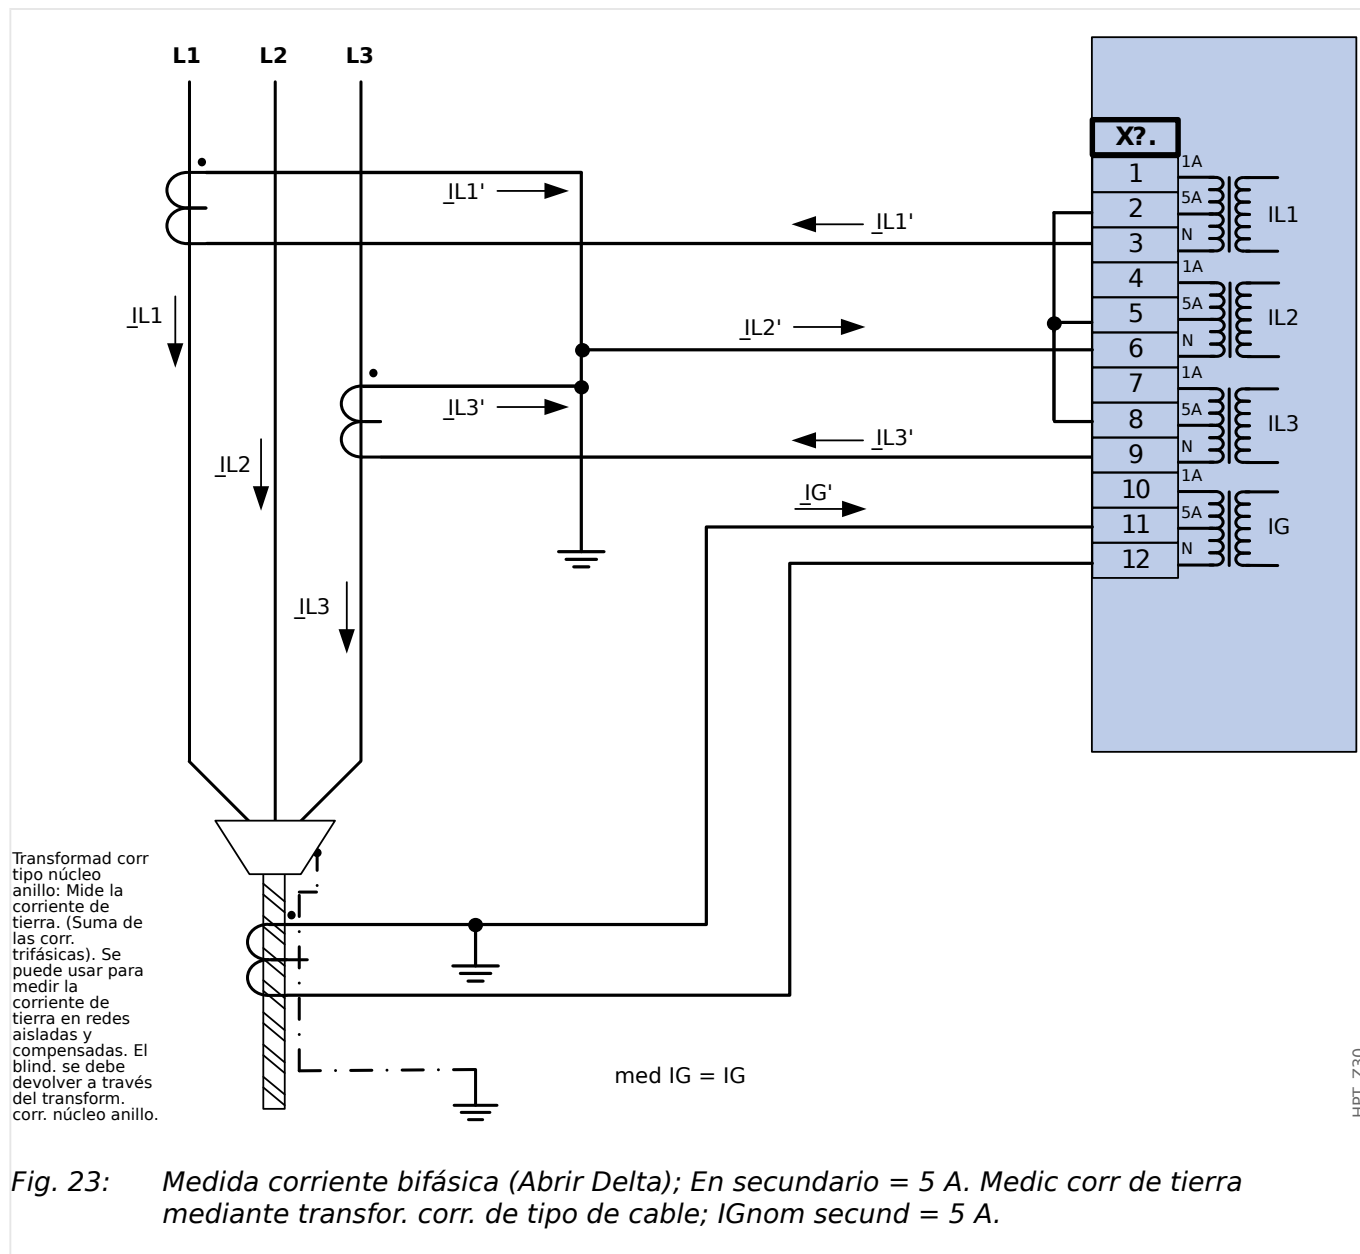 L1 L2 L3
X?.
1 1A
2 5A IL1
3 N
4 1A
5 5A IL2
6 N
7 1A
8 5A IL3
9 N
10 1A
11 5A IG
12 N
IL1'
IL1'
IL1
IL2'
IL3'
IL3'
IL2
IG'
IL3
Transformad corr
tipo núcleo
anillo: Mide la
corriente de
tierra. (Suma de
las corr.
trifásicas). Se
puede usar para
medir la
corriente de
tierra en redes
aisladas y
compensadas. El
blind. se debe
devolver a través
del transform.
corr. núcleo anillo.
med IG = IG
Fig. 23: Medida corriente bifásica (Abrir Delta); En secundario = 5 A. Medic corr de tierra
mediante transfor. corr. de tipo de cable; IGnom secund = 5 A.